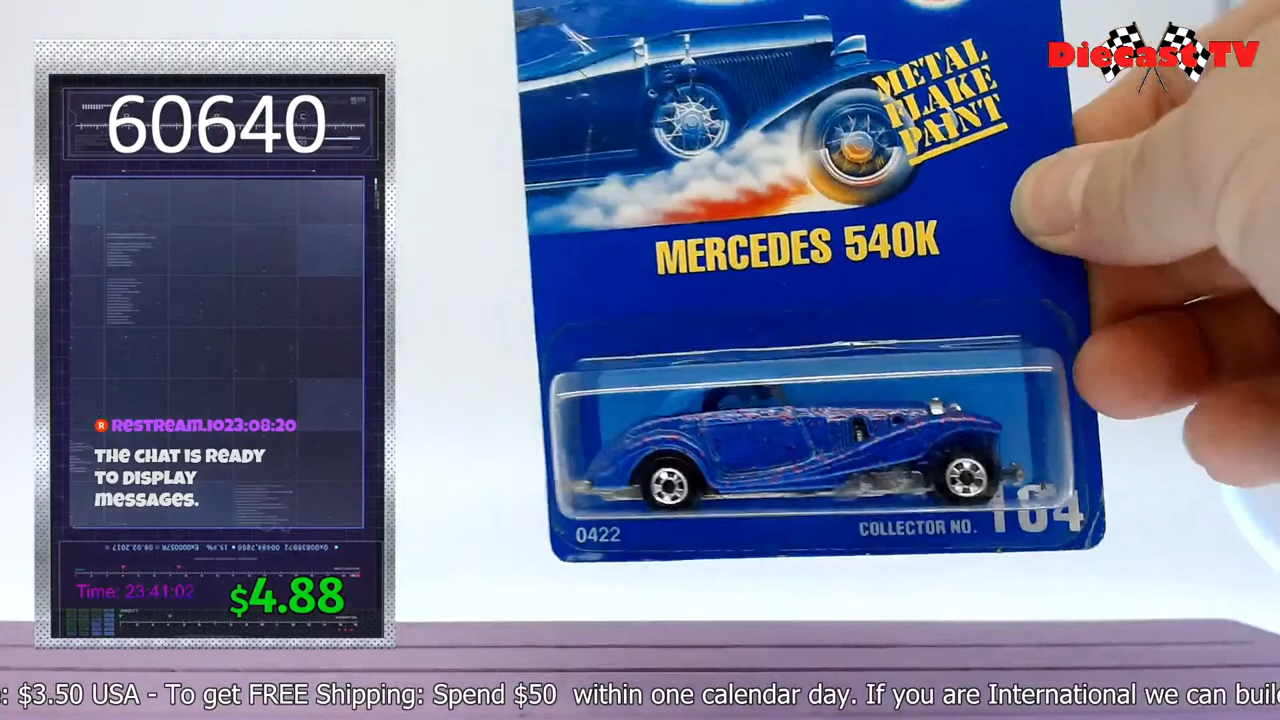 Diecast TV
60640
METAL
FLAKE
PAINT
MERCEDES 540K
RESTREAM.IO 23:08:20
THE CHAT IS READY
TO DISPLAY
MESSAGES.
0422
COLLECTOR NO. 164
Time: 23:41:02
$4.88
: $3.50 USA - To get FREE Shipping: Spend $50 within one calendar day. If you are International we can buil